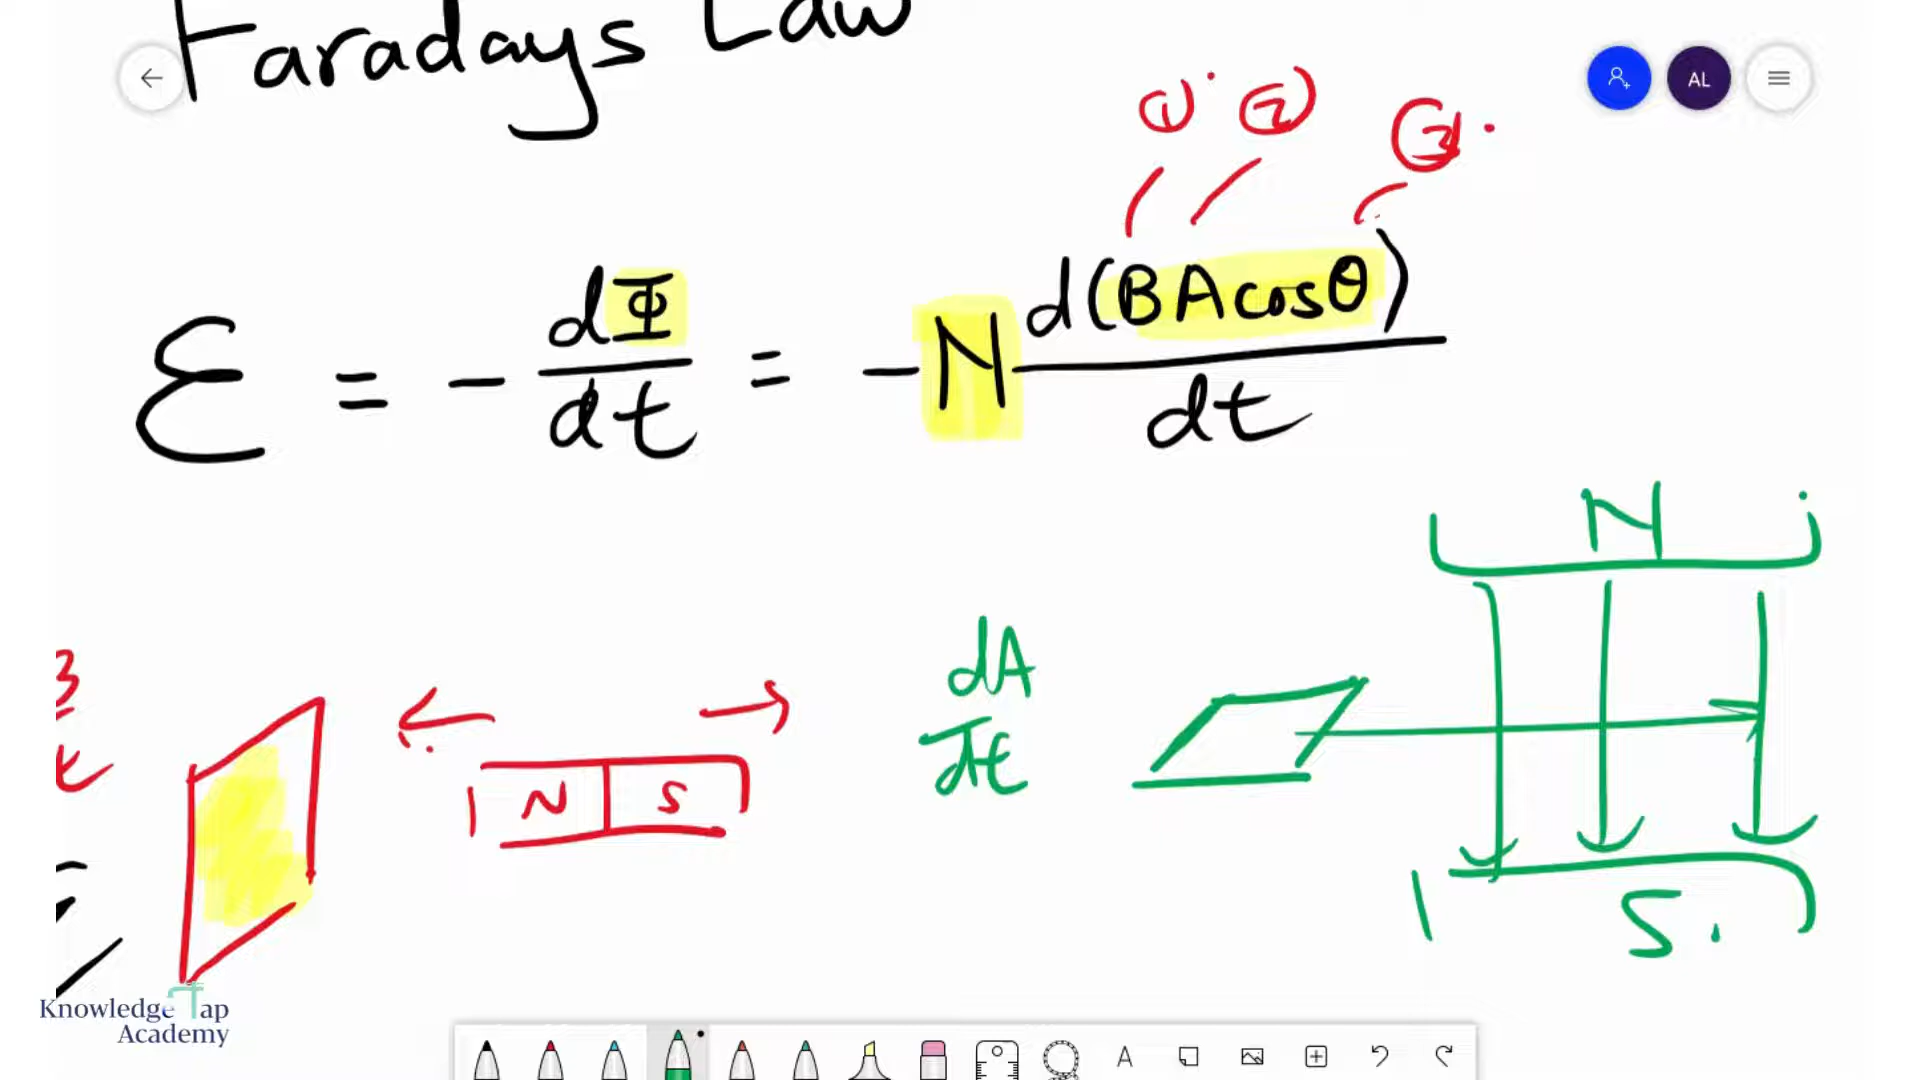 Faradays Law
① ② ③
AL
ℰ = - dΦ/dt = -N d(BAcosθ)/dt
N
dA/dt
N S
S
Knowledge Tap
Academy
A